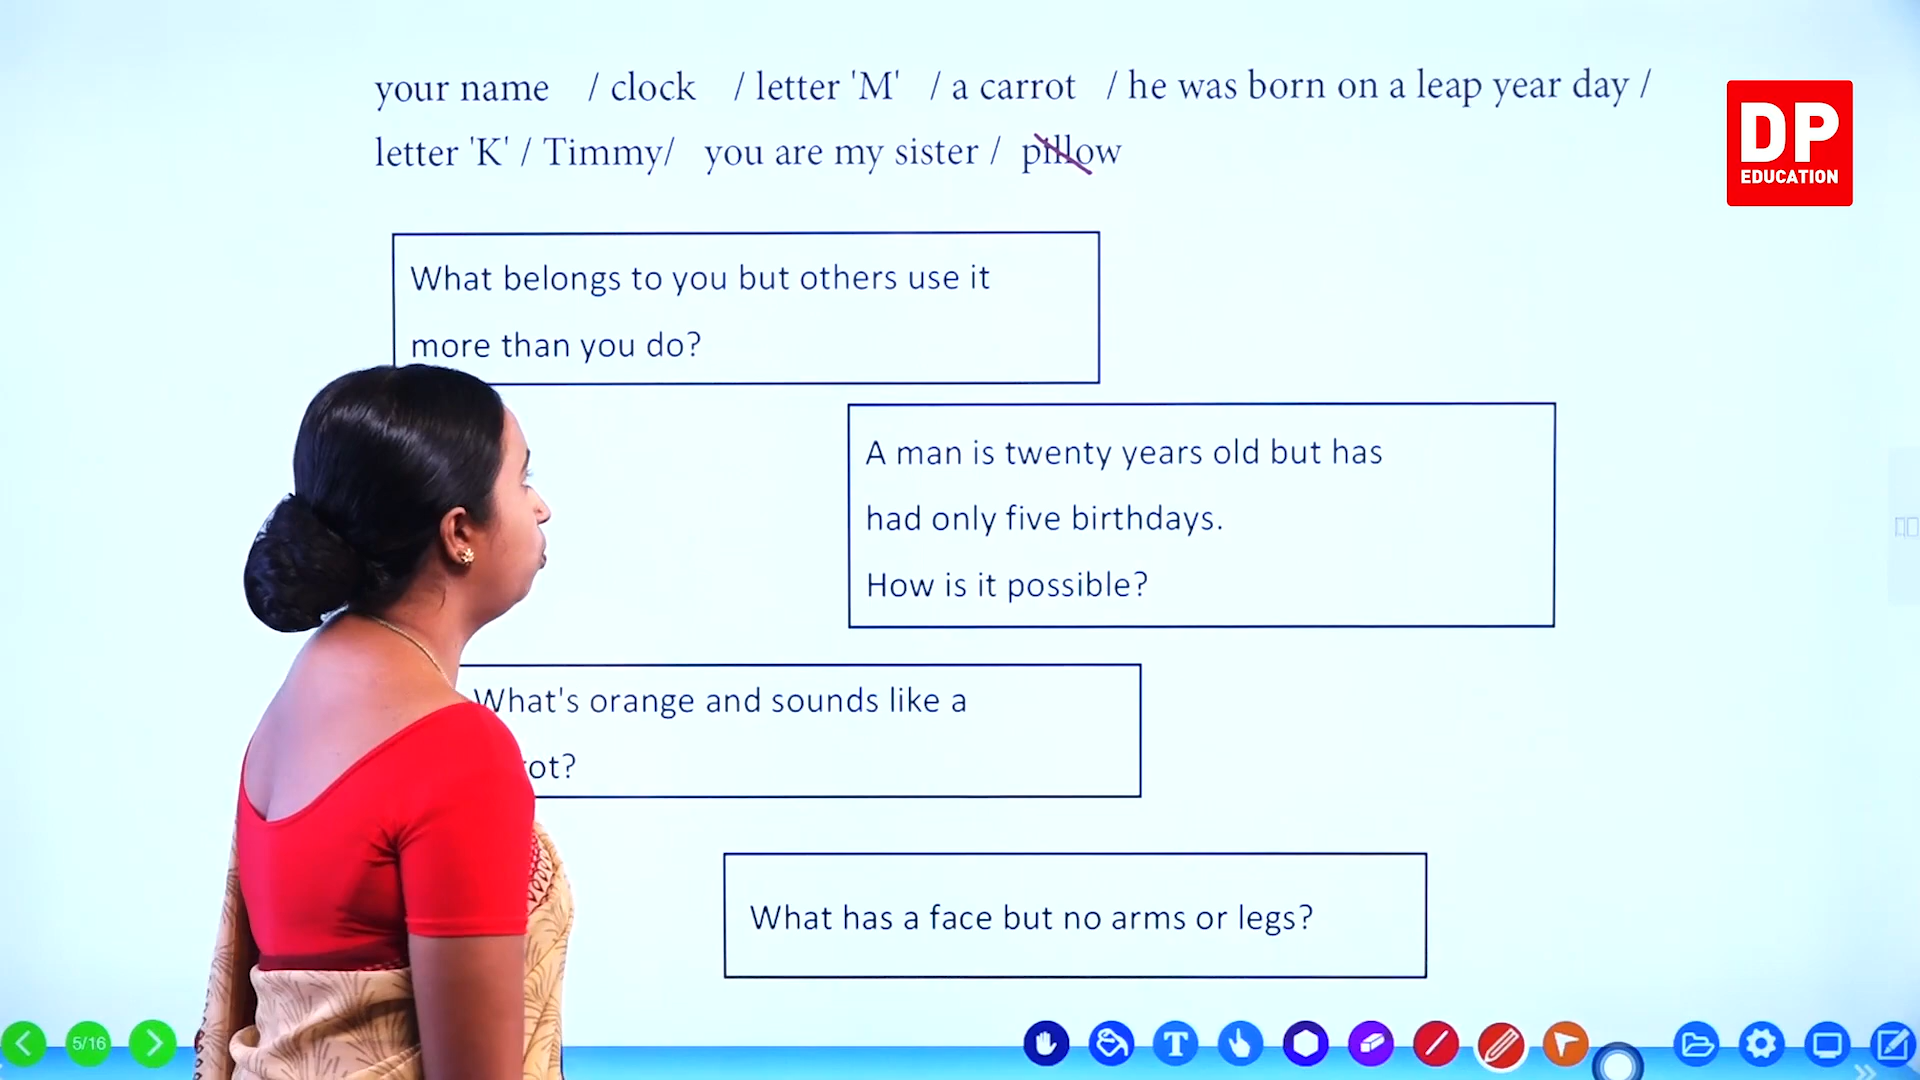 your name / clock / letter 'M' / a carrot / he was born on a leap year day /
letter 'K' / Timmy/ you are my sister / pillow
DP
EDUCATION
What belongs to you but others use it
more than you do?
A man is twenty years old but has
had only five birthdays.
How is it possible?
What's orange and sounds like a
ot?
What has a face but no arms or legs?
5/16
T